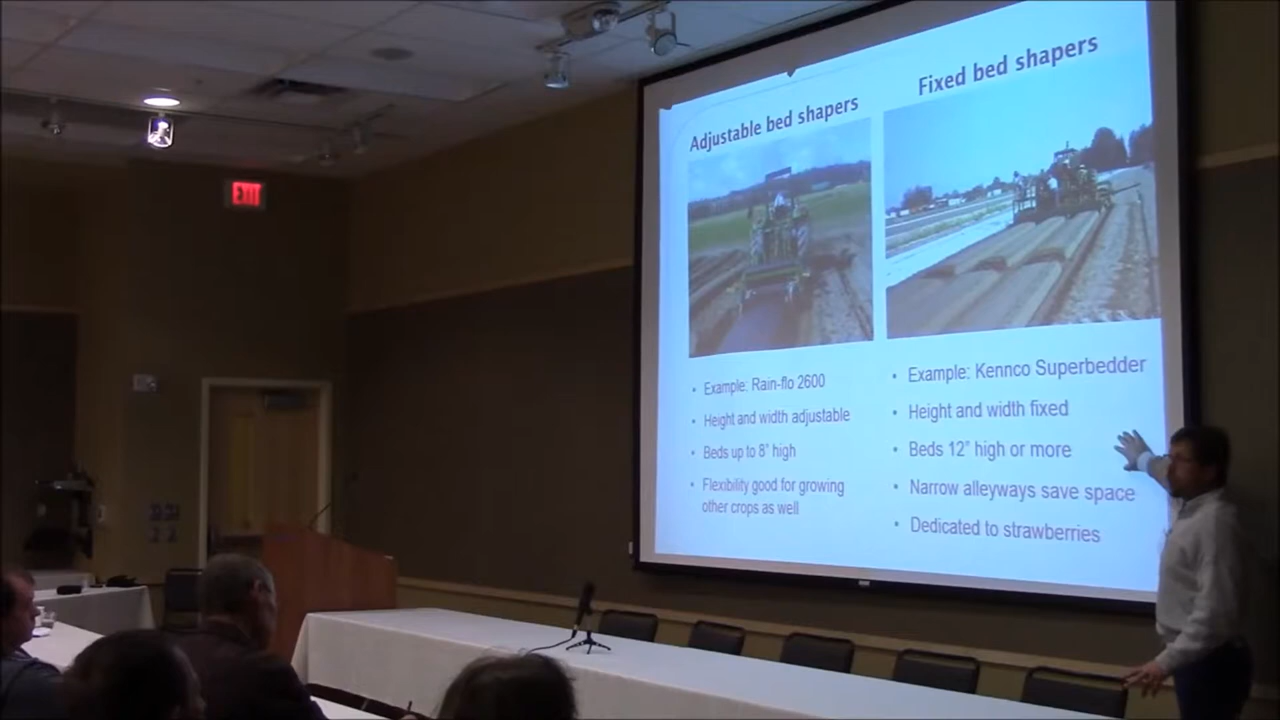 EXIT
Adjustable bed shapers
• Example: Rain-flo 2600
• Height and width adjustable
• Beds up to 8" high
• Flexibility good for growing
other crops as well
Fixed bed shapers
• Example: Kennco Superbedder
• Height and width fixed
• Beds 12" high or more
• Narrow alleyways save space
• Dedicated to strawberries